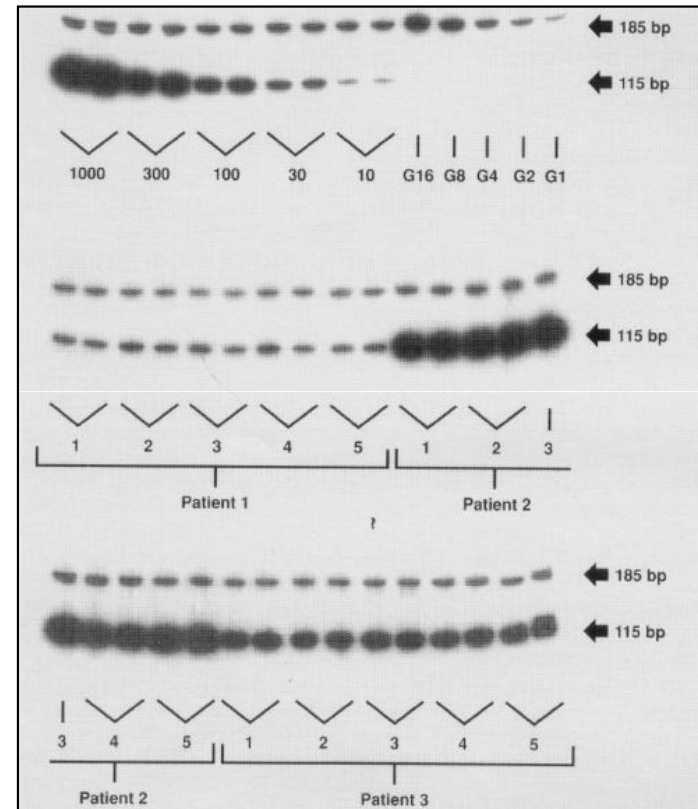 185 bp
115 bp
1000 300 100 30 10 G16 G8 G4 G2 G1
185 bp
115 bp
1 2 3 4 5 1 2 3
Patient 1 Patient 2
185 bp
115 bp
3 4 5 1 2 3 4 5
Patient 2 Patient 3